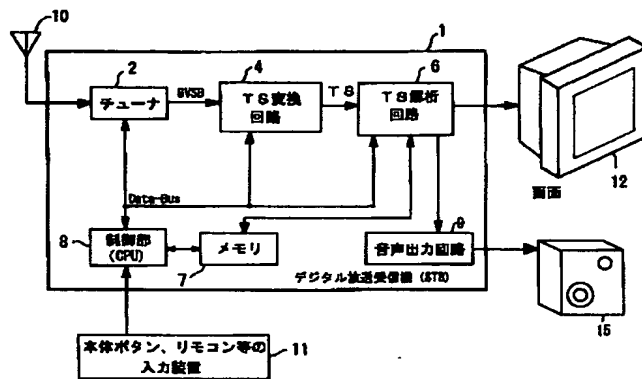 10
1
2
4
6
チューナ
8VSB
TS変換
回路
TS
TS解析
回路
12
画面
Data-Bus
8
制御部
(CPU)
7
メモリ
9
音声出力回路
デジタル放送受信機 (STB)
15
本体ボタン、リモコン等の
入力装置
11